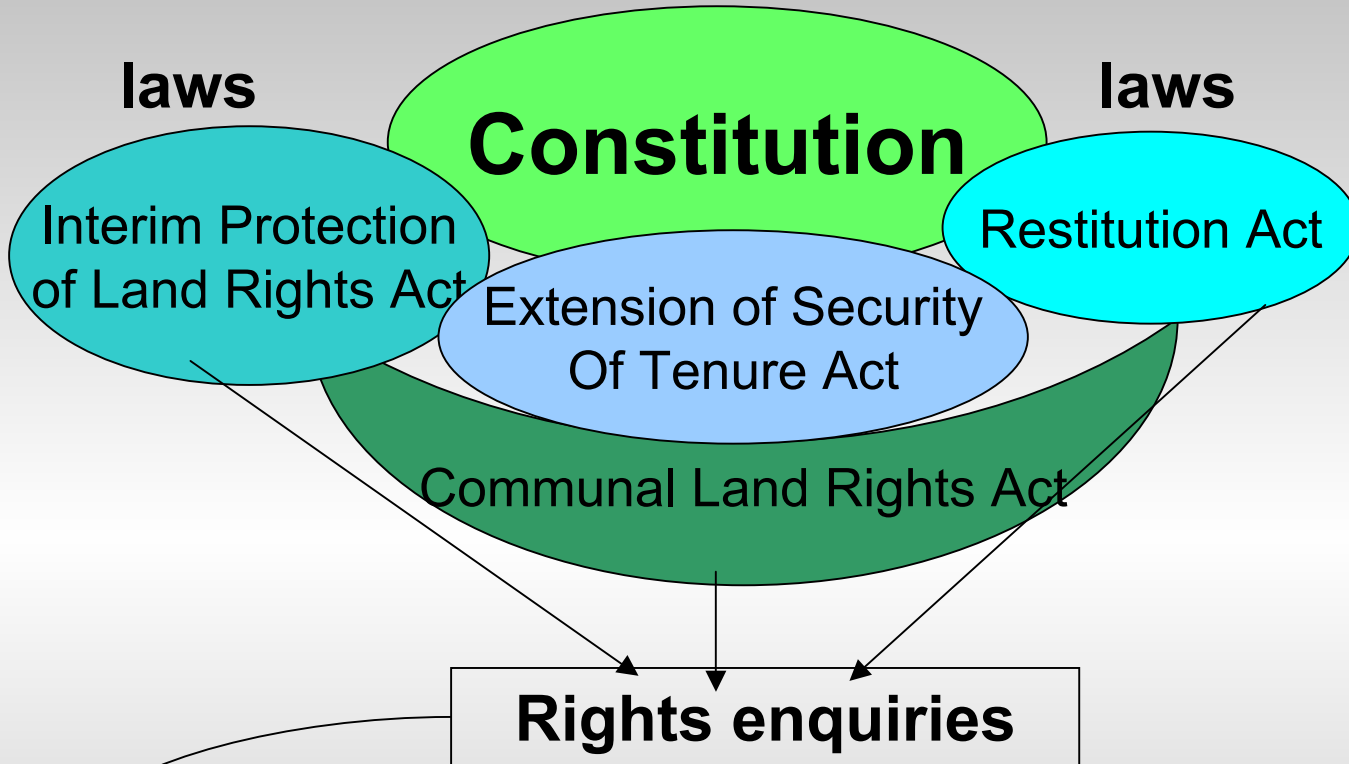 laws
Constitution
laws
Interim Protection
of Land Rights Act
Restitution Act
Extension of Security
Of Tenure Act
Communal Land Rights Act
Rights enquiries